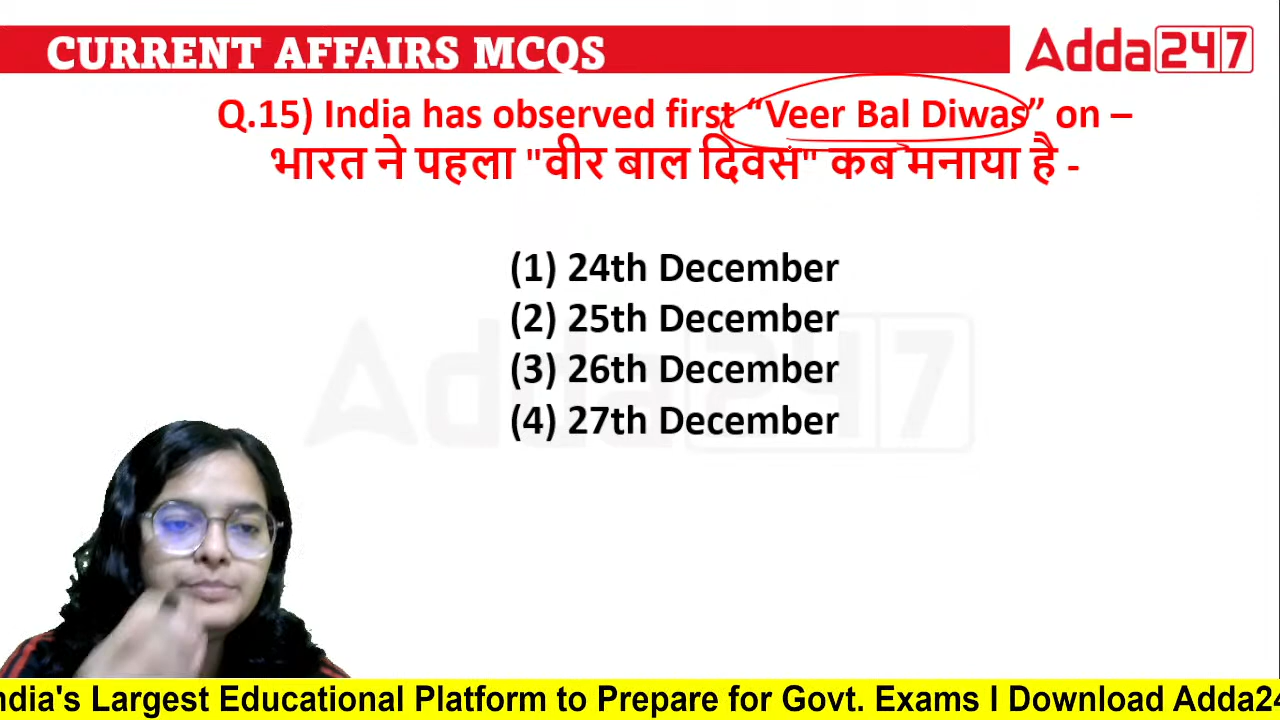 CURRENT AFFAIRS MCQS
Adda247
Q.15) India has observed first “Veer Bal Diwas” on –
भारत ने पहला "वीर बाल दिवस" कब मनाया है -
(1) 24th December
(2) 25th December
(3) 26th December
(4) 27th December
Adda247
ndia's Largest Educational Platform to Prepare for Govt. Exams I Download Adda24